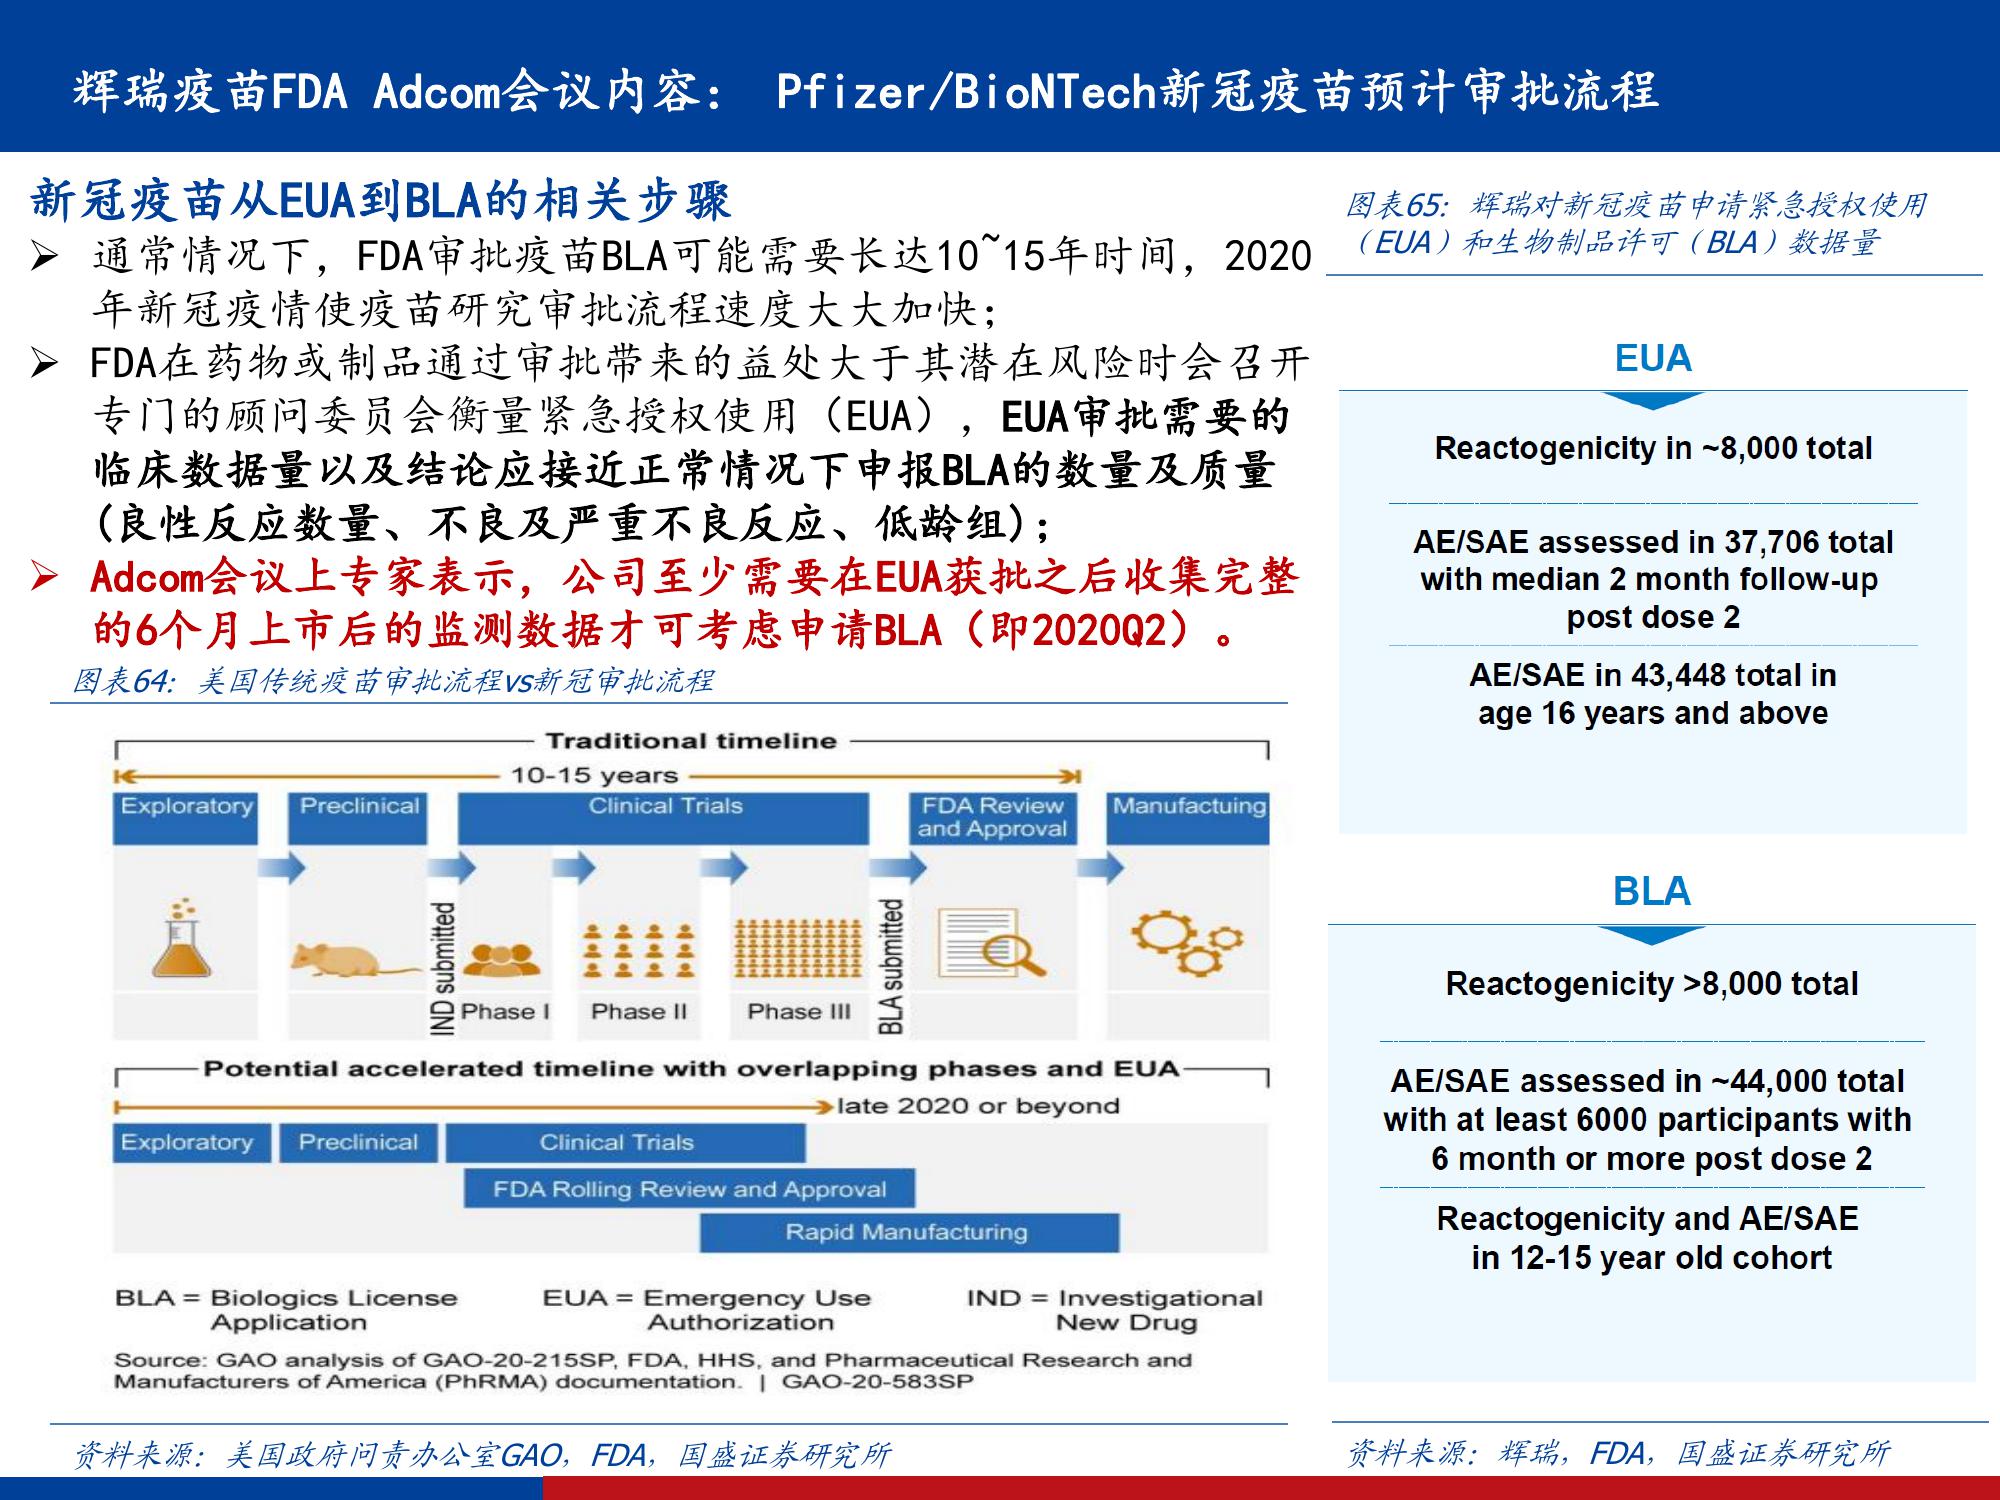 辉瑞疫苗FDA Adcom会议内容： Pfizer/BioNTech新冠疫苗预计审批流程
新冠疫苗从EUA到BLA的相关步骤
➢ 通常情况下，FDA审批疫苗BLA可能需要长达10~15年时间，2020
年新冠疫情使疫苗研究审批流程速度大大加快；
➢ FDA在药物或制品通过审批带来的益处大于其潜在风险时会召开
专门的顾问委员会衡量紧急授权使用（EUA），EUA审批需要的
临床数据量以及结论应接近正常情况下申报BLA的数量及质量
(良性反应数量、不良及严重不良反应、低龄组)；
➢ Adcom会议上专家表示，公司至少需要在EUA获批之后收集完整
的6个月上市后的监测数据才可考虑申请BLA（即2020Q2）。
图表64：美国传统疫苗审批流程vs新冠审批流程
Traditional timeline
10-15 years
Exploratory
Preclinical
Clinical Trials
FDA Review
and Approval
Manufactuing
IND submitted
BLA submitted
Phase I
Phase II
Phase III
Potential accelerated timeline with overlapping phases and EUA
late 2020 or beyond
Exploratory
Preclinical
Clinical Trials
FDA Rolling Review and Approval
Rapid Manufacturing
BLA = Biologics License
Application
EUA = Emergency Use
Authorization
IND = Investigational
New Drug
Source: GAO analysis of GAO-20-215SP, FDA, HHS, and Pharmaceutical Research and
Manufacturers of America (PhRMA) documentation. | GAO-20-583SP
资料来源：美国政府问责办公室GAO，FDA，国盛证券研究所
图表65：辉瑞对新冠疫苗申请紧急授权使用
（EUA）和生物制品许可（BLA）数据量
EUA
Reactogenicity in ~8,000 total
AE/SAE assessed in 37,706 total
with median 2 month follow-up
post dose 2
AE/SAE in 43,448 total in
age 16 years and above
BLA
Reactogenicity >8,000 total
AE/SAE assessed in ~44,000 total
with at least 6000 participants with
6 month or more post dose 2
Reactogenicity and AE/SAE
in 12-15 year old cohort
资料来源：辉瑞，FDA，国盛证券研究所